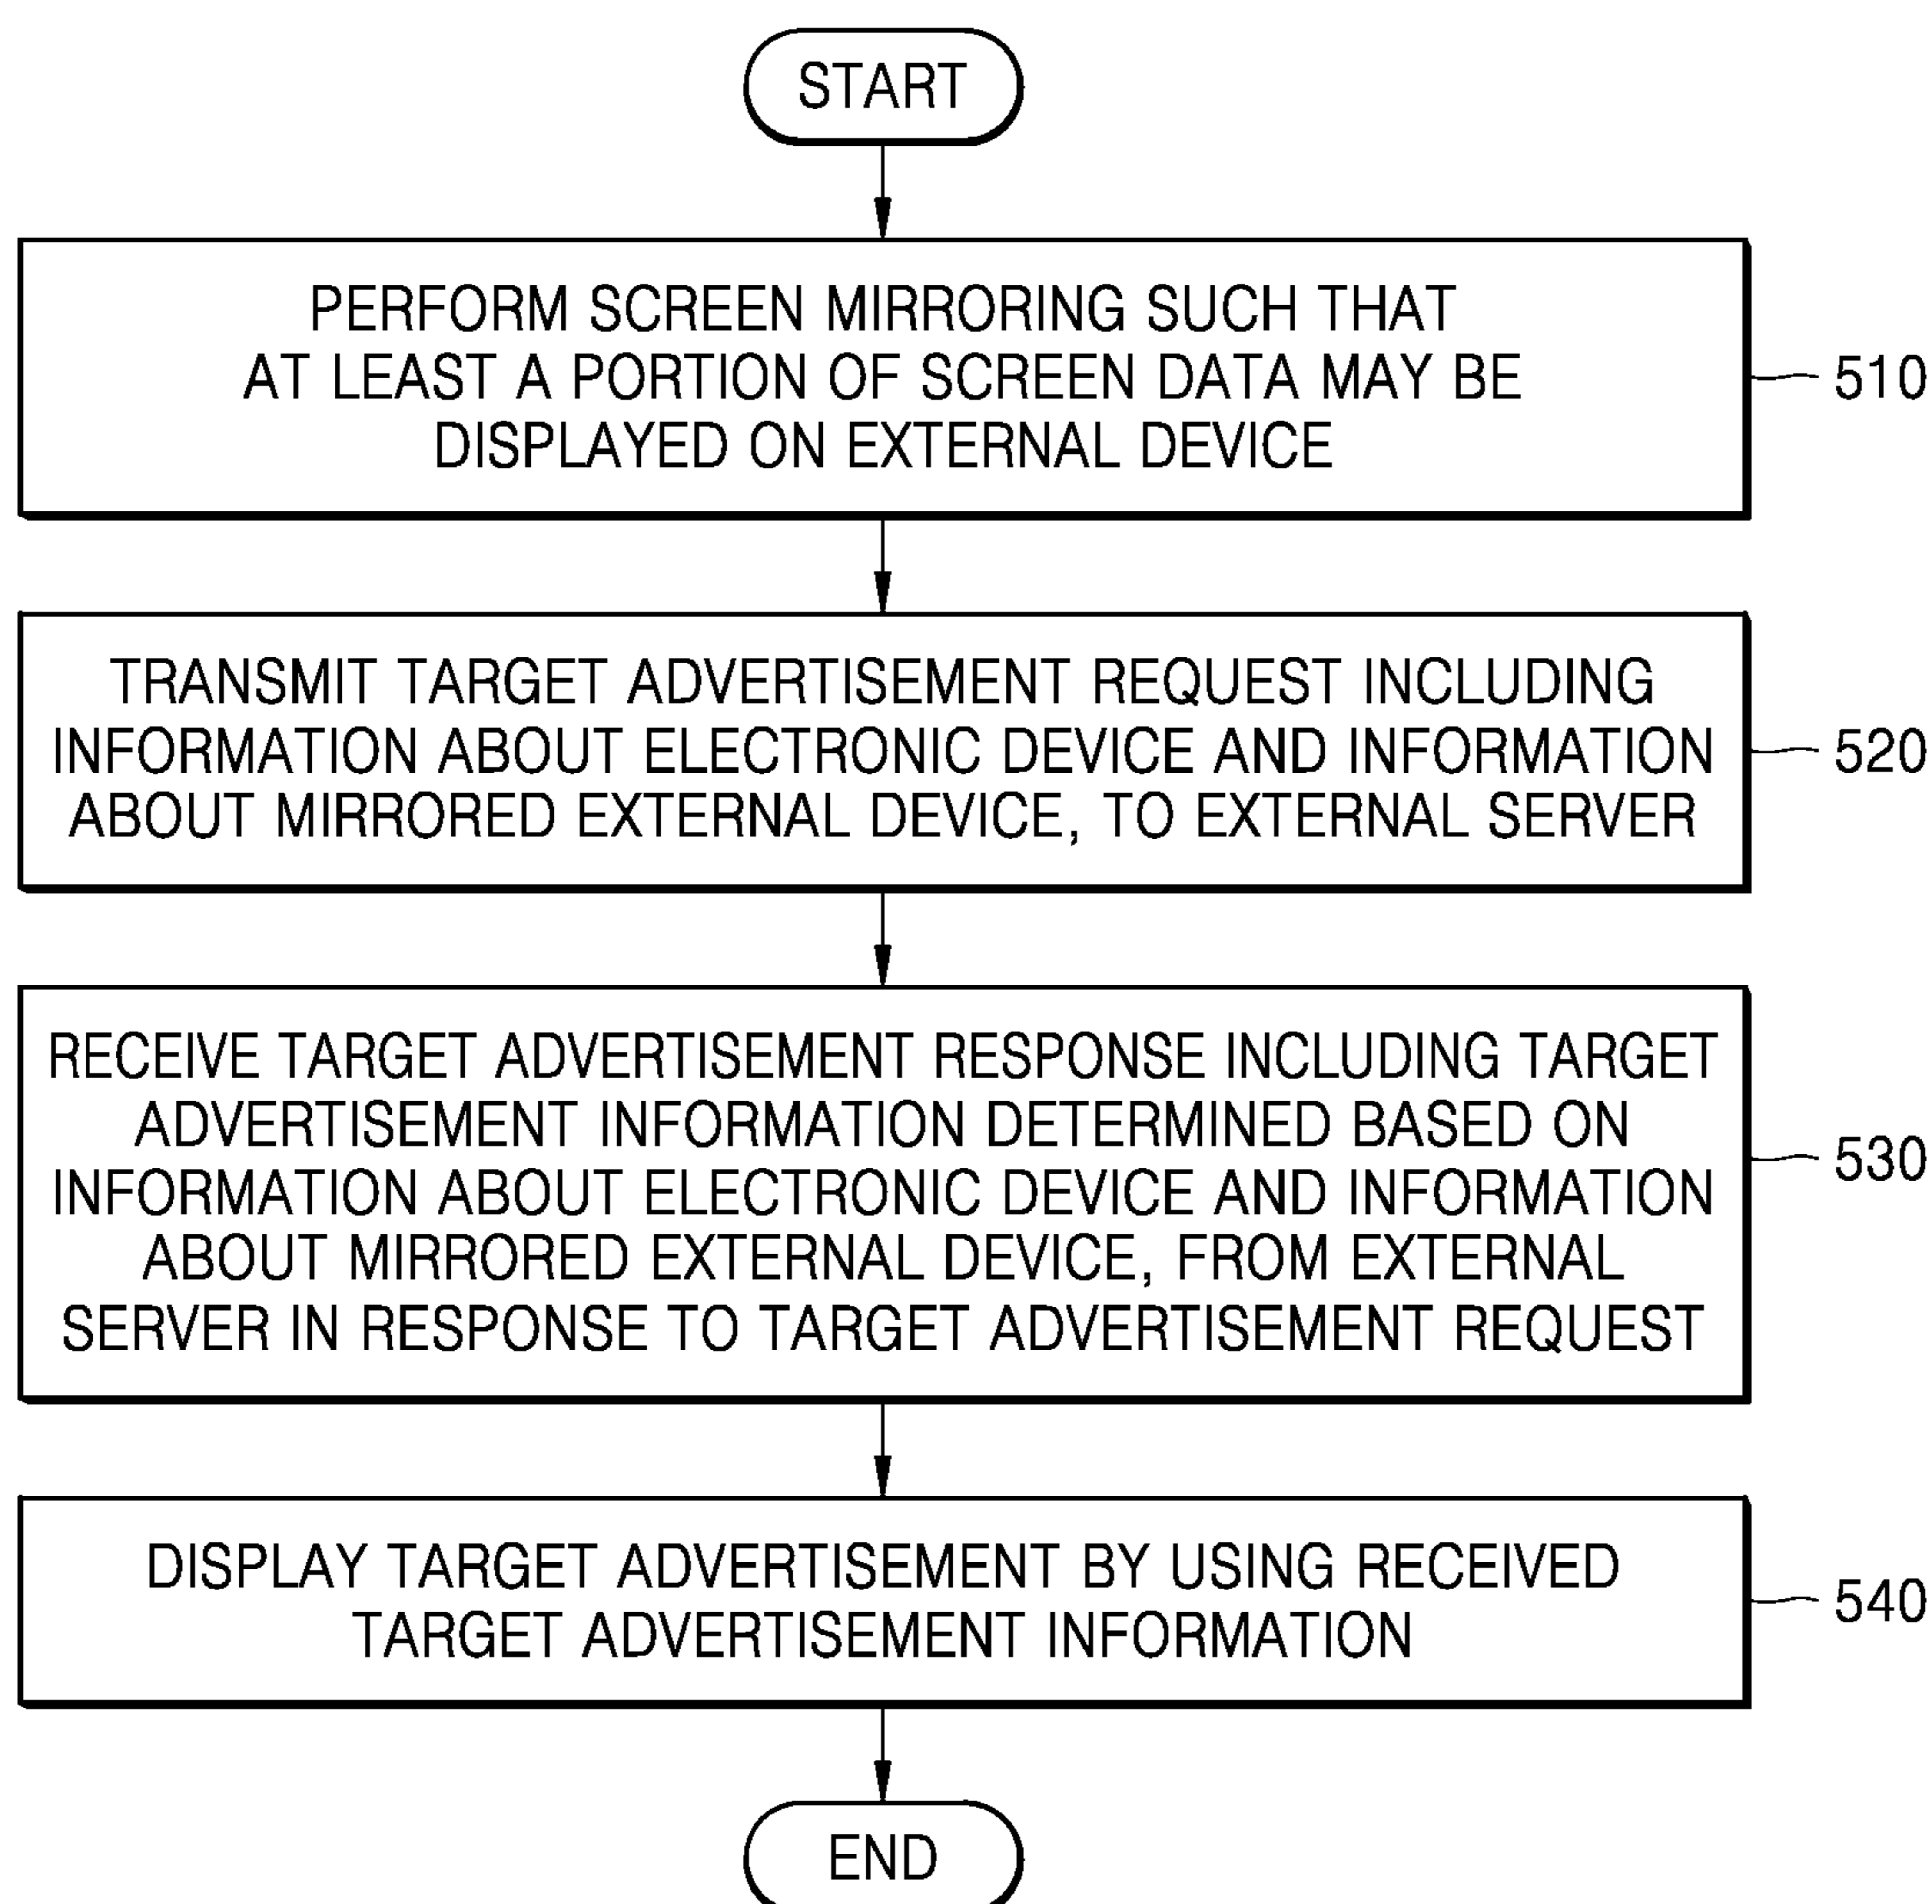 START
PERFORM SCREEN MIRRORING SUCH THAT
AT LEAST A PORTION OF SCREEN DATA MAY BE
DISPLAYED ON EXTERNAL DEVICE
510
TRANSMIT TARGET ADVERTISEMENT REQUEST INCLUDING
INFORMATION ABOUT ELECTRONIC DEVICE AND INFORMATION
ABOUT MIRRORED EXTERNAL DEVICE, TO EXTERNAL SERVER
520
RECEIVE TARGET ADVERTISEMENT RESPONSE INCLUDING TARGET
ADVERTISEMENT INFORMATION DETERMINED BASED ON
INFORMATION ABOUT ELECTRONIC DEVICE AND INFORMATION
ABOUT MIRRORED EXTERNAL DEVICE, FROM EXTERNAL
SERVER IN RESPONSE TO TARGET ADVERTISEMENT REQUEST
530
DISPLAY TARGET ADVERTISEMENT BY USING RECEIVED
TARGET ADVERTISEMENT INFORMATION
540
END